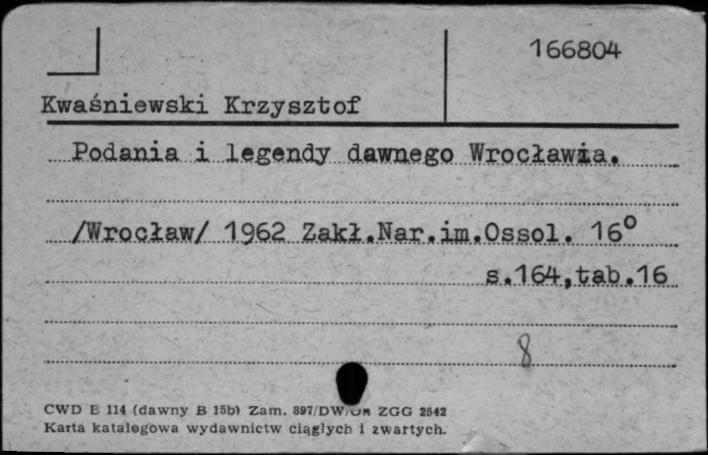 166804
Kwaśniewski Krzysztof
Podania i legendy dawnego Wrocławia.
/Wrocław/ 1962 Zakł.Nar.im.Ossol. 16°
s.164,tab.16
8
CWD E 114 (dawny B 15b) Zam. 897/DW/ ZGG 2542
Karta katalogowa wydawnictw ciągłych i zwartych.